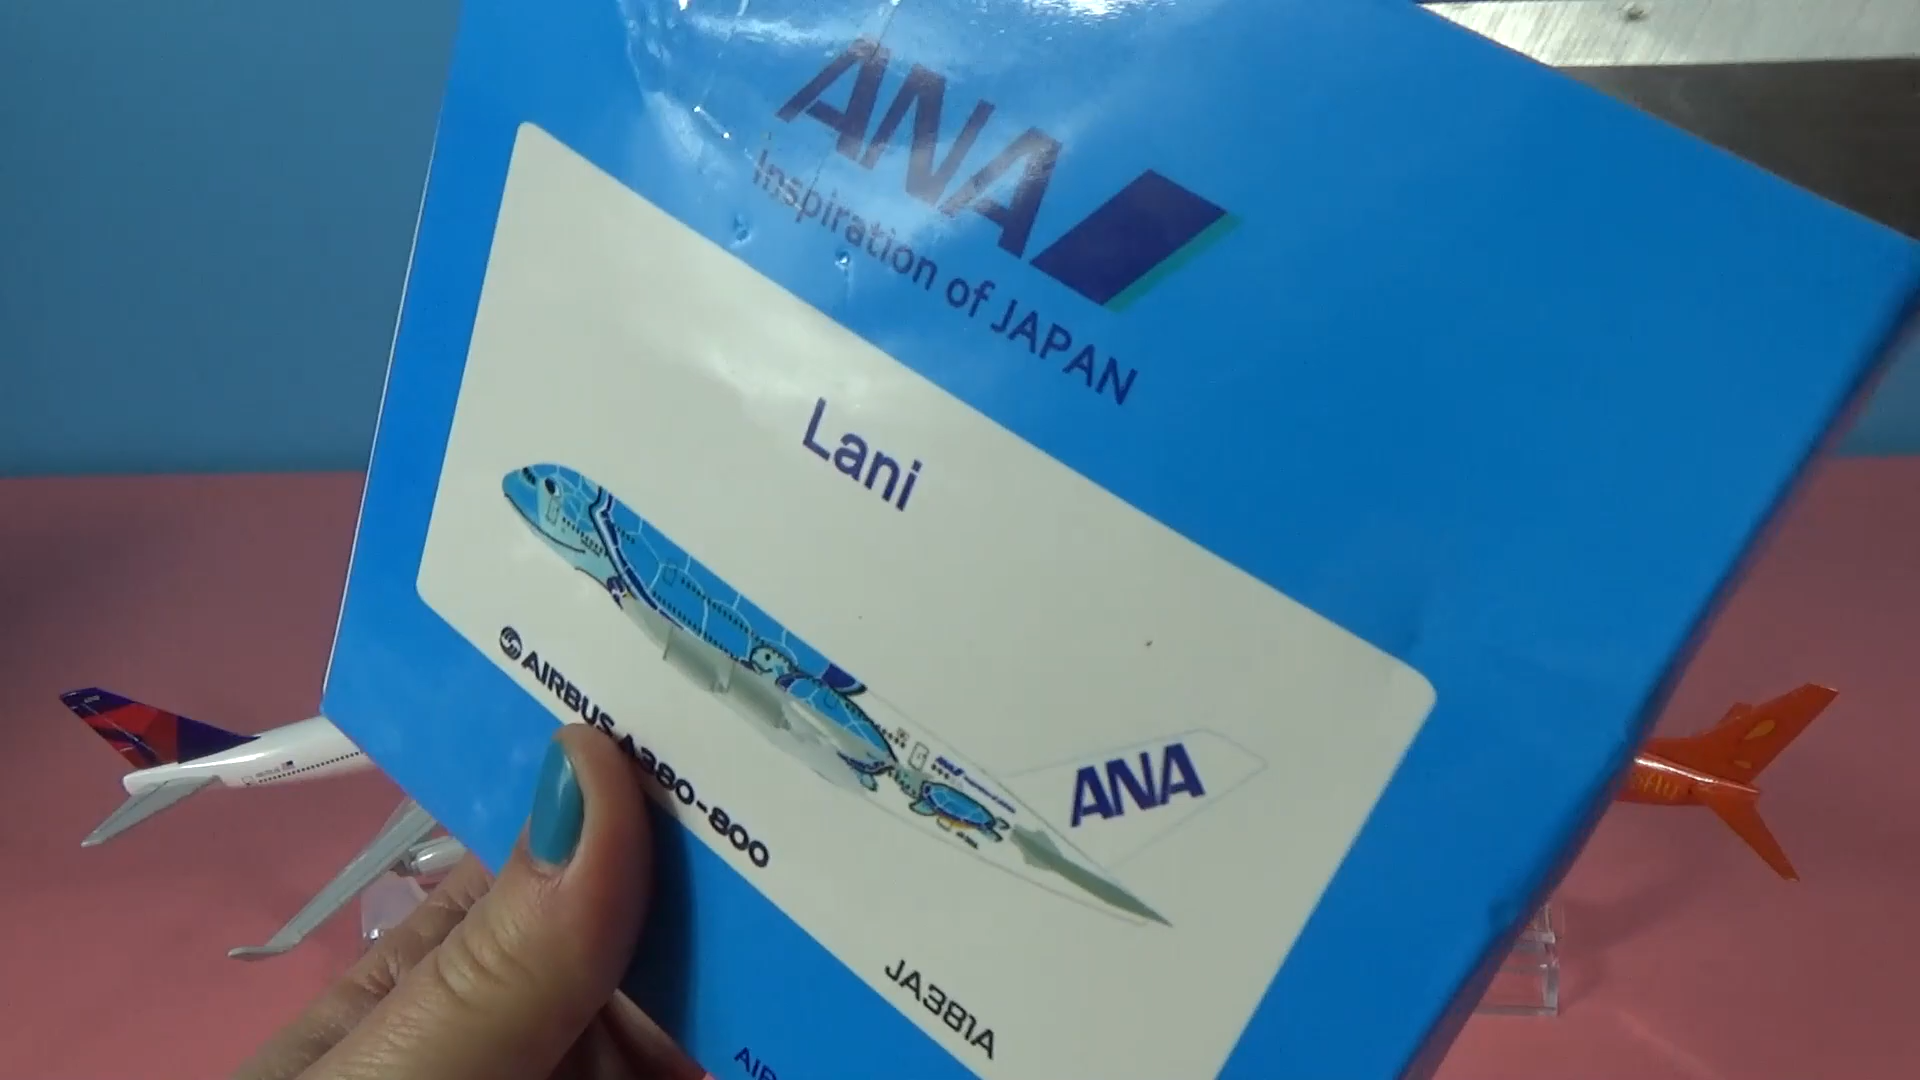 ANA
Inspiration of JAPAN
Lani
ANA
AIRBUS A380-800
JA381A